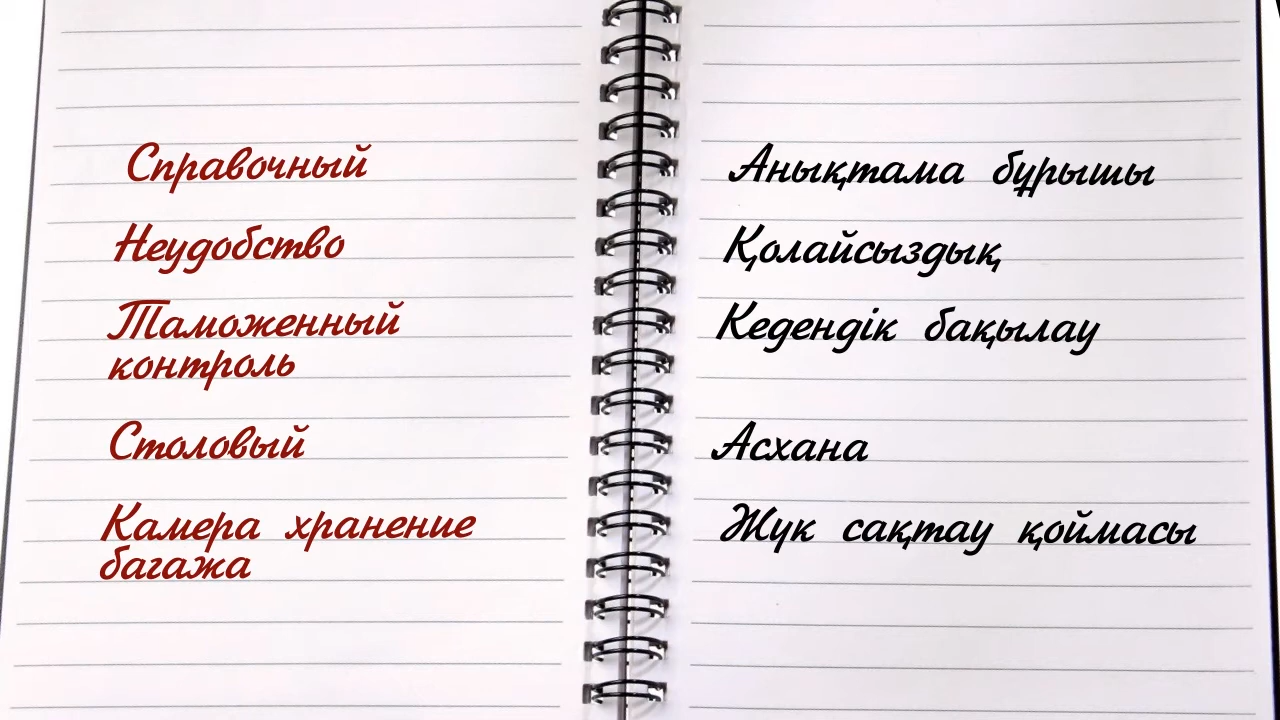 Справочный
Неудобство
Таможенный
контроль
Столовый
Камера хранение
багажа
Анықтама бұрышы
Қолайсыздық
Кедендік бақылау
Асхана
Жүк сақтау қоймасы